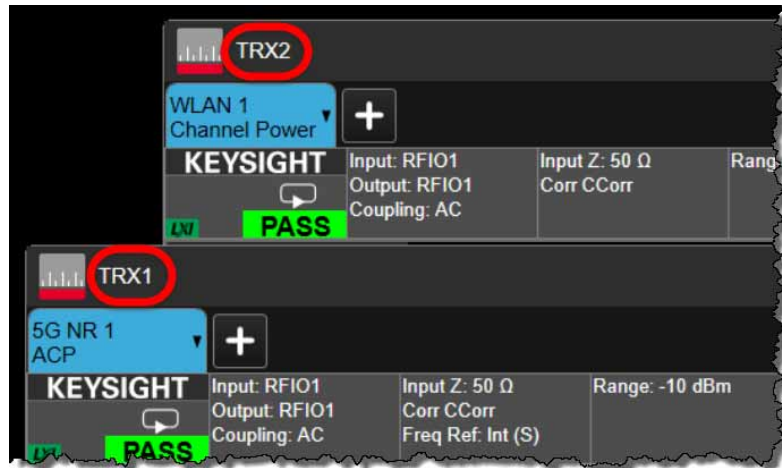 TRX2
WLAN 1
Channel Power
KEYSIGHT
Input: RFIO1
Output: RFIO1
Coupling: AC
Input Z: 50 Ω
Corr CCorr
LXI
PASS
TRX1
5G NR 1
ACP
KEYSIGHT
Input: RFIO1
Output: RFIO1
Coupling: AC
Input Z: 50 Ω
Corr CCorr
Freq Ref: Int (S)
Range: -10 dBm
PASS